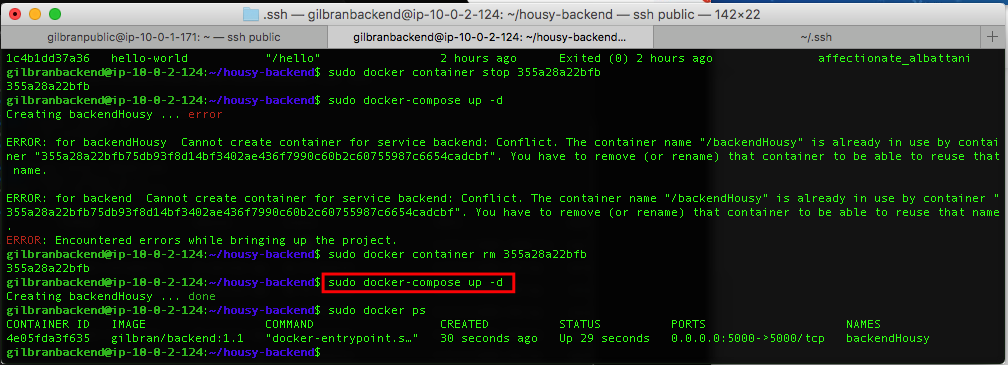 .ssh — gilbranbackend@ip-10-0-2-124: ~/housy-backend — ssh public — 142×22
gilbranpublic@ip-10-0-1-171: ~ — ssh public
gilbranbackend@ip-10-0-2-124: ~/housy-backend...
~/.ssh
+
1c4b1dd37a36 hello-world "/hello" 2 hours ago Exited (0) 2 hours ago affectionate_albattani
gilbranbackend@ip-10-0-2-124:~/housy-backend$ sudo docker container stop 355a28a22bfb
355a28a22bfb
gilbranbackend@ip-10-0-2-124:~/housy-backend$ sudo docker-compose up -d
Creating backendHousy ... error
ERROR: for backendHousy Cannot create container for service backend: Conflict. The container name "/backendHousy" is already in use by contai
ner "355a28a22bfb75db93f8d14bf3402ae436f7990c60b2c60755987c6654cadcbf". You have to remove (or rename) that container to be able to reuse that
name.
ERROR: for backend Cannot create container for service backend: Conflict. The container name "/backendHousy" is already in use by container "
355a28a22bfb75db93f8d14bf3402ae436f7990c60b2c60755987c6654cadcbf". You have to remove (or rename) that container to be able to reuse that name
.
ERROR: Encountered errors while bringing up the project.
gilbranbackend@ip-10-0-2-124:~/housy-backend$ sudo docker container rm 355a28a22bfb
355a28a22bfb
gilbranbackend@ip-10-0-2-124:~/housy-backend$ sudo docker-compose up -d
Creating backendHousy ... done
gilbranbackend@ip-10-0-2-124:~/housy-backend$ sudo docker ps
CONTAINER ID IMAGE COMMAND CREATED STATUS PORTS NAMES
4e05fda3f635 gilbran/backend:1.1 "docker-entrypoint.s…" 30 seconds ago Up 29 seconds 0.0.0.0:5000->5000/tcp backendHousy
gilbranbackend@ip-10-0-2-124:~/housy-backend$